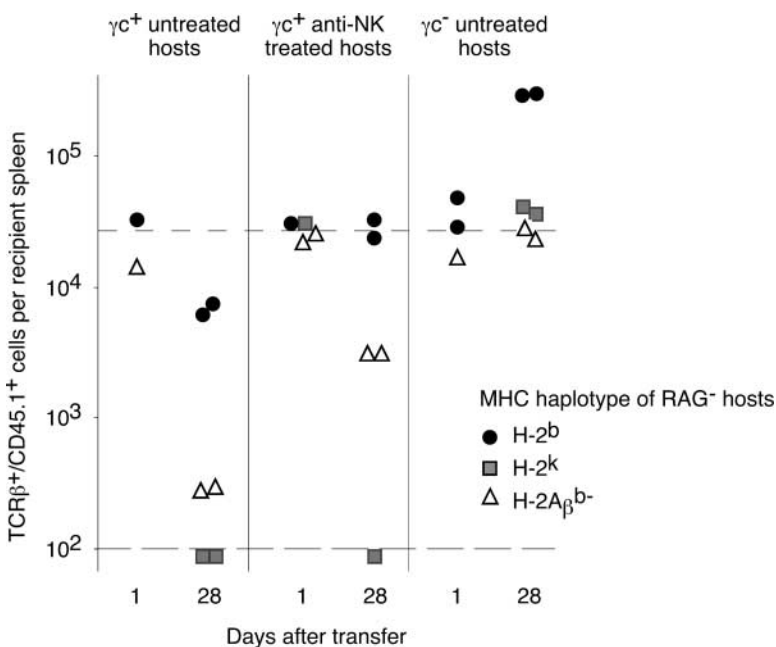 γc⁺ untreated hosts
γc⁺ anti-NK treated hosts
γc⁻ untreated hosts
TCRβ⁺/CD45.1⁺ cells per recipient spleen
10⁵
10⁴
10³
10²
MHC haplotype of RAG⁻ hosts
H-2ᵇ
H-2ᵏ
H-2Aᵦᵇ⁻
1
28
1
28
1
28
Days after transfer